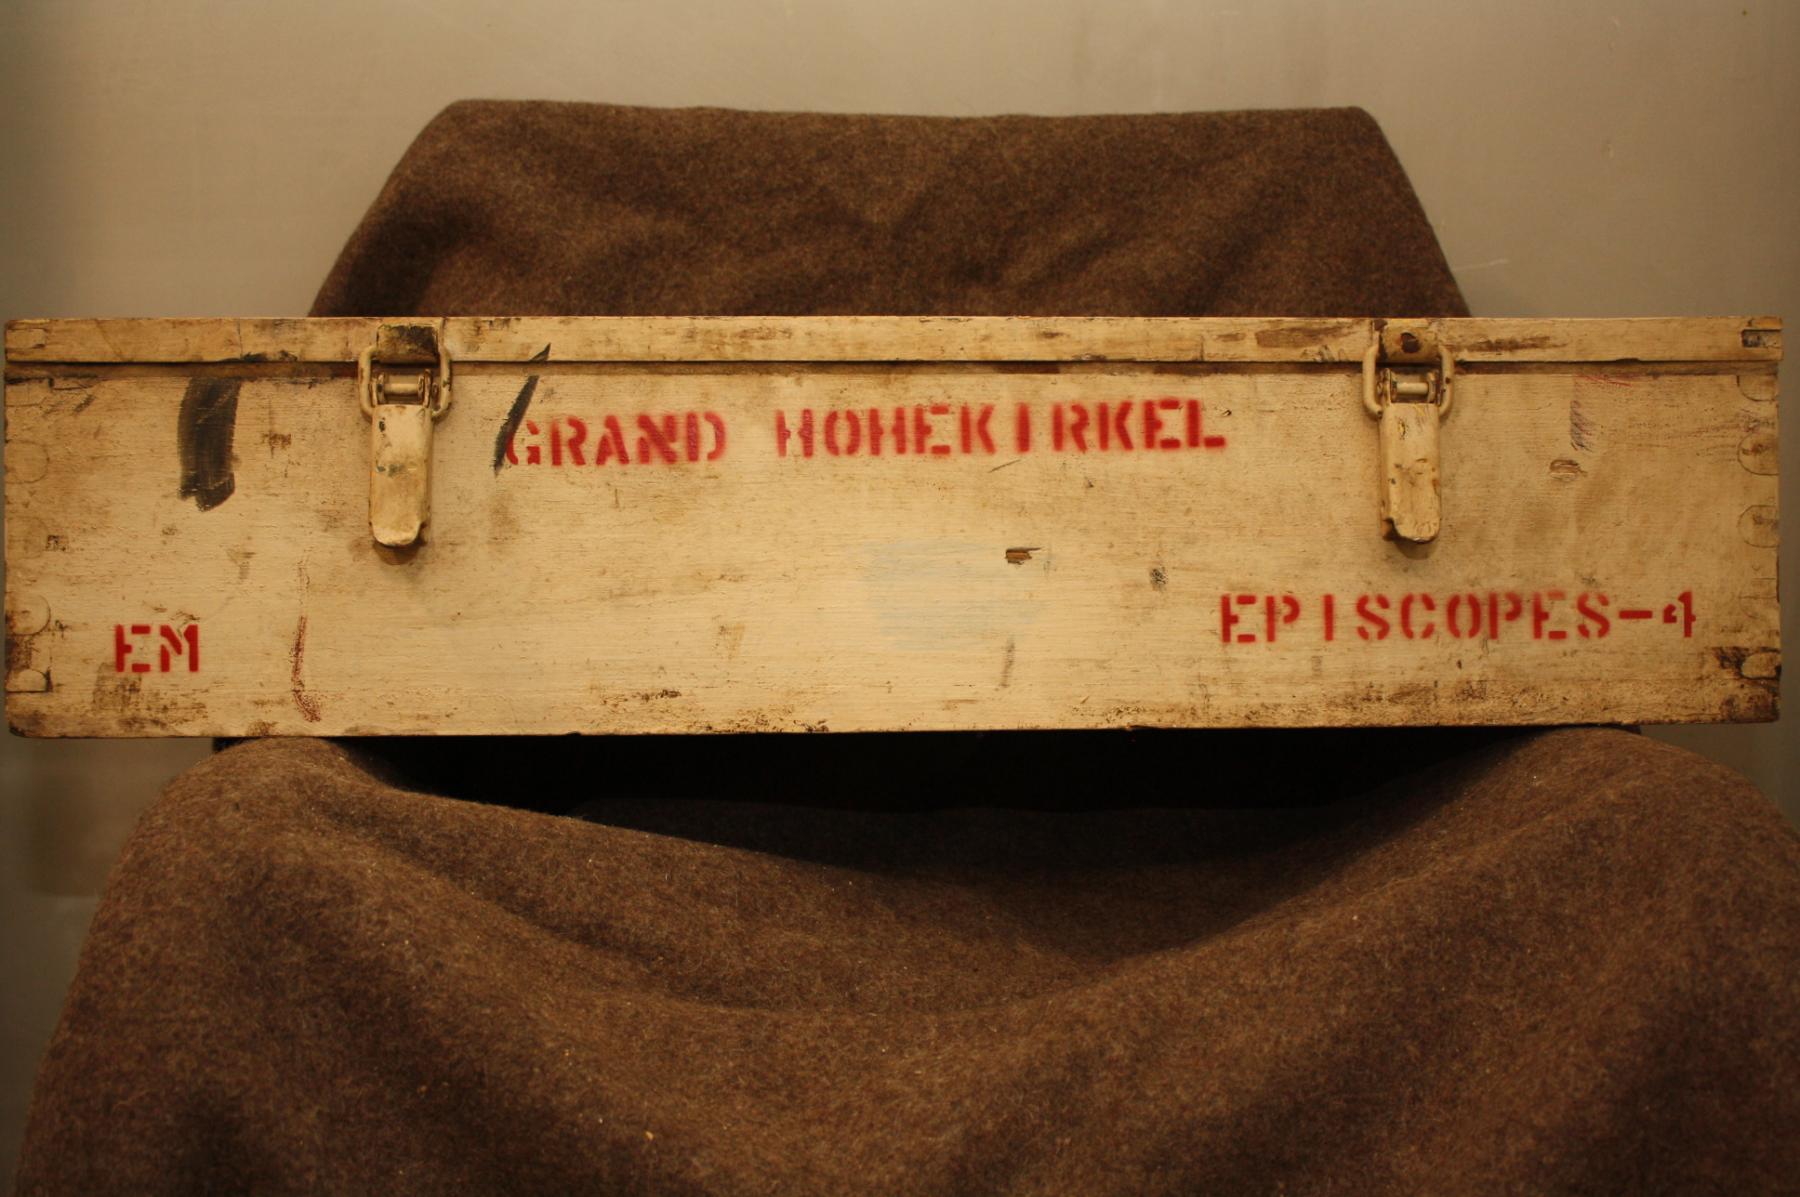 GRAND HOHEKIRKEL
EM
EPISCOPES-4